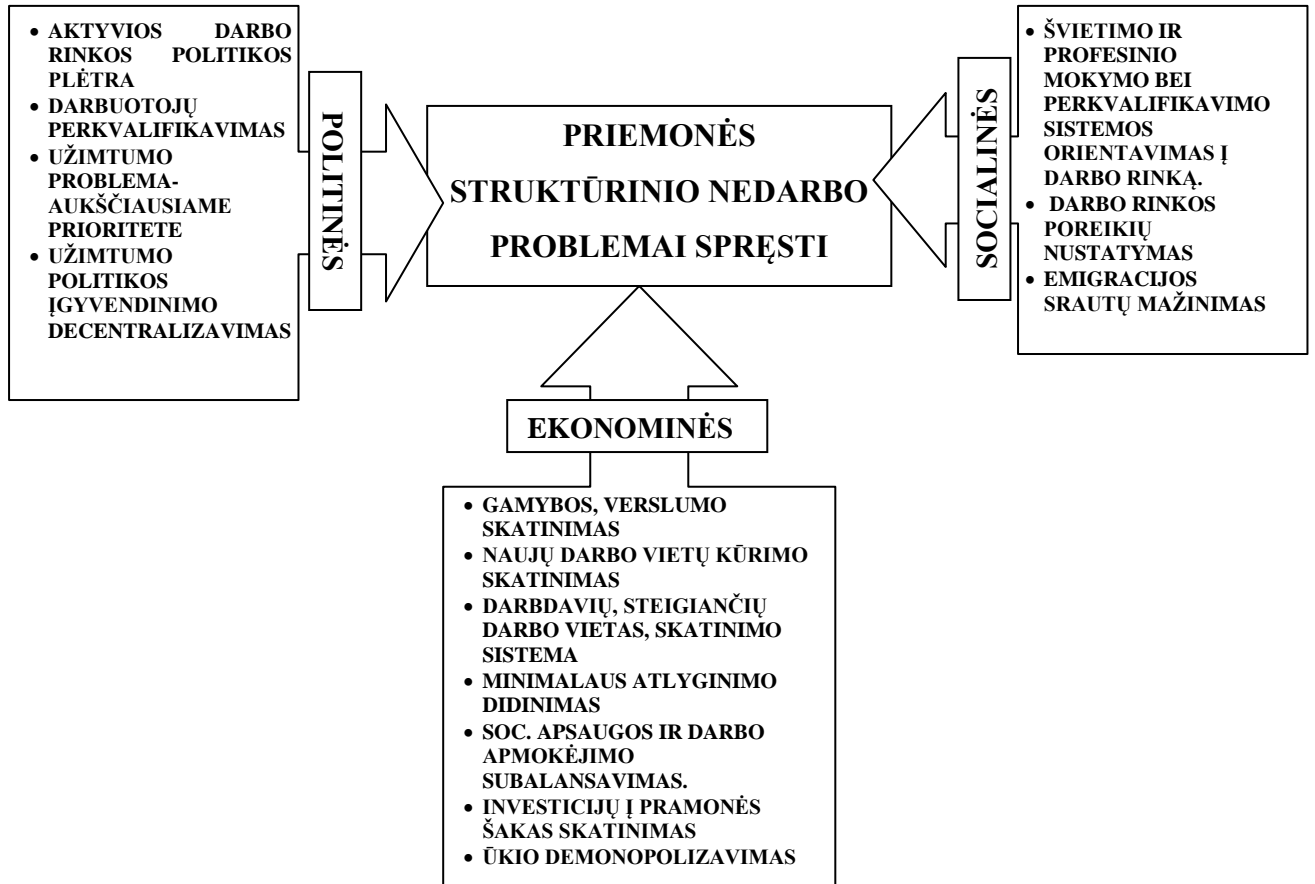 • AKTYVIOS DARBO
RINKOS POLITIKOS
PLĖTRA
• DARBUOTOJŲ
PERKVALIFIKAVIMAS
• UŽIMTUMO
PROBLEMA-
AUKŠČIAUSIAME
PRIORITETE
• UŽIMTUMO
POLITIKOS
ĮGYVENDINIMO
DECENTRALIZAVIMAS
POLITINĖS
PRIEMONĖS
STRUKTŪRINIO NEDARBO
PROBLEMAI SPRĘSTI
SOCIALINĖS
• ŠVIETIMO IR
PROFESINIO
MOKYMO BEI
PERKVALIFIKAVIMO
SISTEMOS
ORIENTAVIMAS Į
DARBO RINKĄ.
• DARBO RINKOS
POREIKIŲ
NUSTATYMAS
• EMIGRACIJOS
SRAUTŲ MAŽINIMAS
EKONOMINĖS
• GAMYBOS, VERSLUMO
SKATINIMAS
• NAUJŲ DARBO VIETŲ KŪRIMO
SKATINIMAS
• DARBDAVIŲ, STEIGIANČIŲ
DARBO VIETAS, SKATINIMO
SISTEMA
• MINIMALAUS ATLYGINIMO
DIDINIMAS
• SOC. APSAUGOS IR DARBO
APMOKĖJIMO
SUBALANSAVIMAS.
• INVESTICIJŲ Į PRAMONĖS
ŠAKAS SKATINIMAS
• ŪKIO DEMONOPOLIZAVIMAS